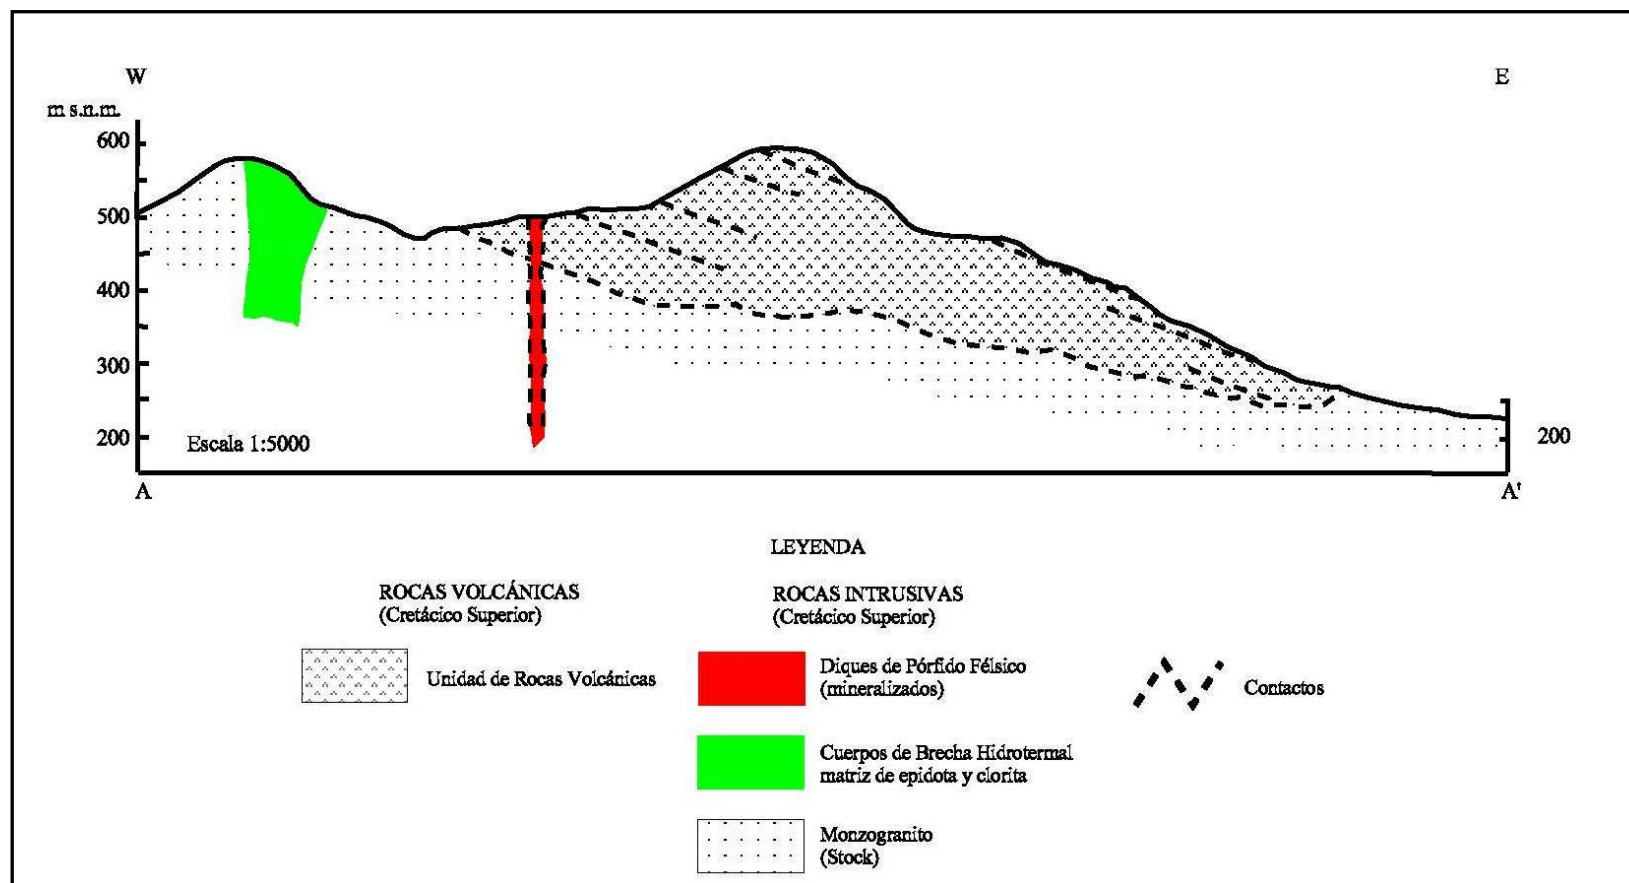 W
E
m s.n.m.
600
500
400
300
200
200
Escala 1:5000
A
A'
LEYENDA
ROCAS VOLCÁNICAS
(Cretácico Superior)
ROCAS INTRUSIVAS
(Cretácico Superior)
Unidad de Rocas Volcánicas
Diques de Pórfido Félsico
(mineralizados)
Contactos
Cuerpos de Brecha Hidrotermal
matriz de epidota y clorita
Monzogranito
(Stock)